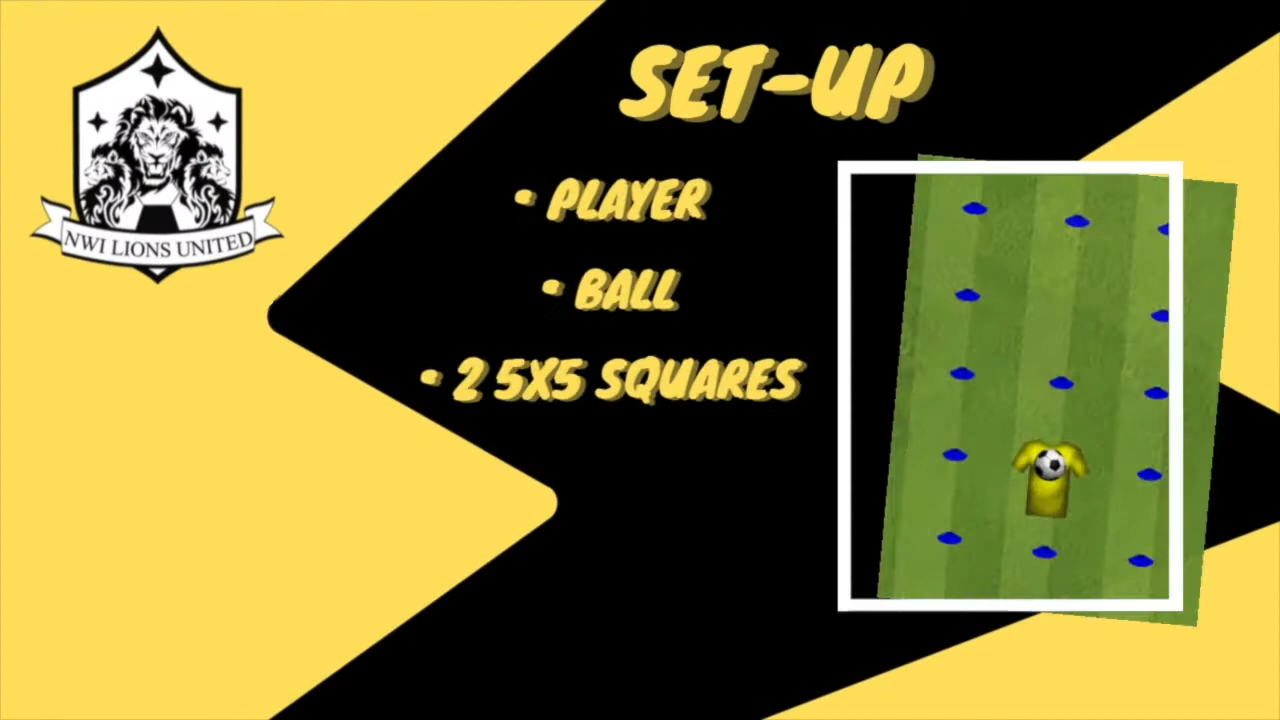 NWI LIONS UNITED
SET-UP
• PLAYER
• BALL
• 2 5X5 SQUARES